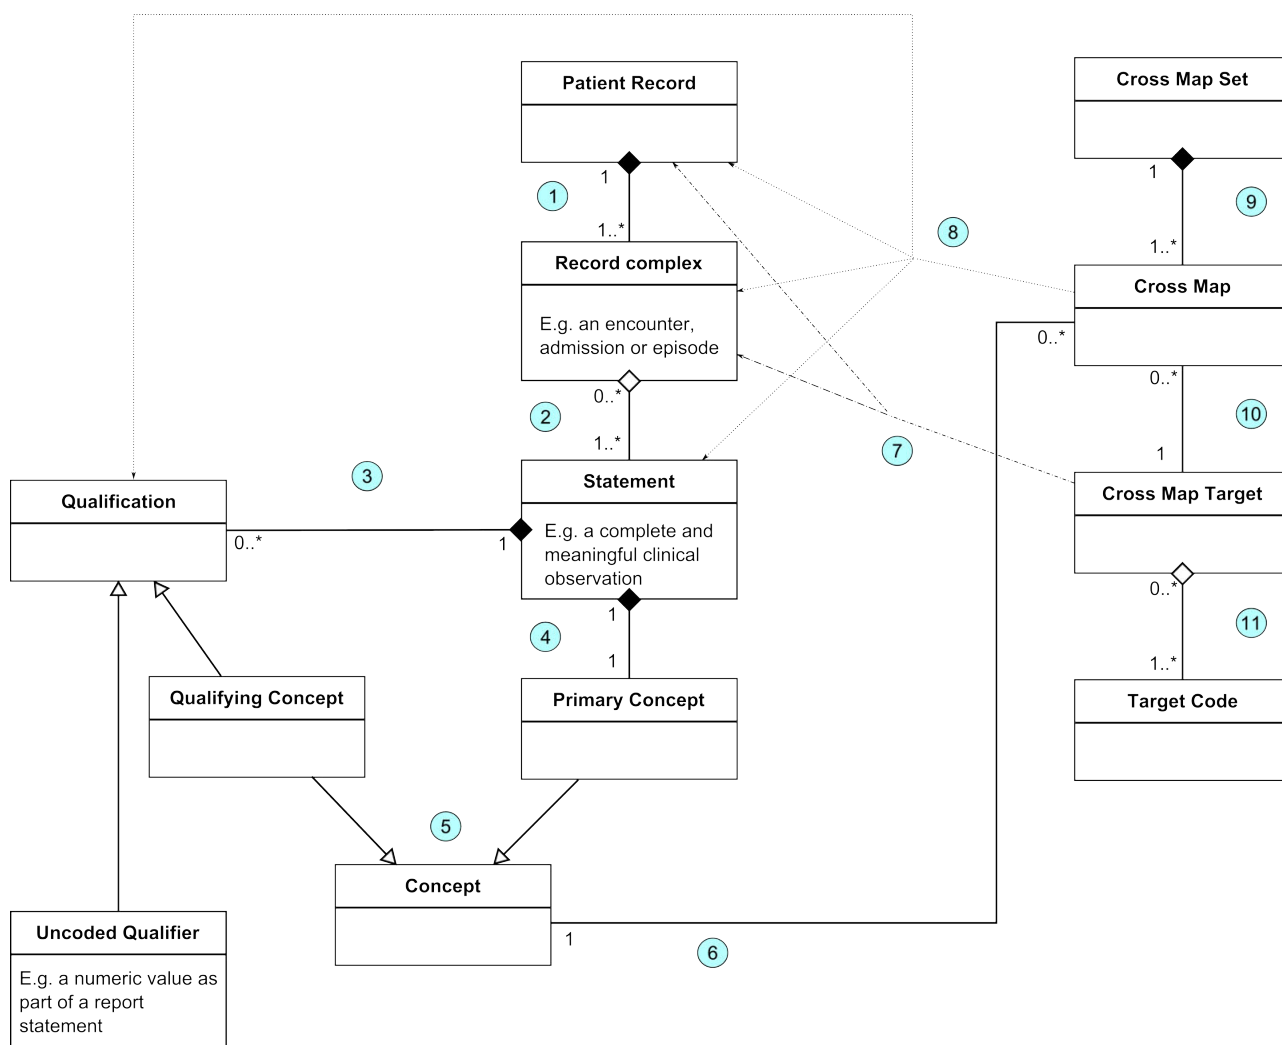 Patient Record
Cross Map Set
1
1
1
9
1..*
1..*
8
Record complex
Cross Map
E.g. an encounter,
admission or episode
0..*
0..*
0..*
2
10
1..*
7
1
3
Qualification
Statement
Cross Map Target
0..*
1
E.g. a complete and
meaningful clinical
observation
0..*
1
4
11
1
1..*
Qualifying Concept
Primary Concept
Target Code
5
Concept
1
6
Uncoded Qualifier
E.g. a numeric value as
part of a report
statement